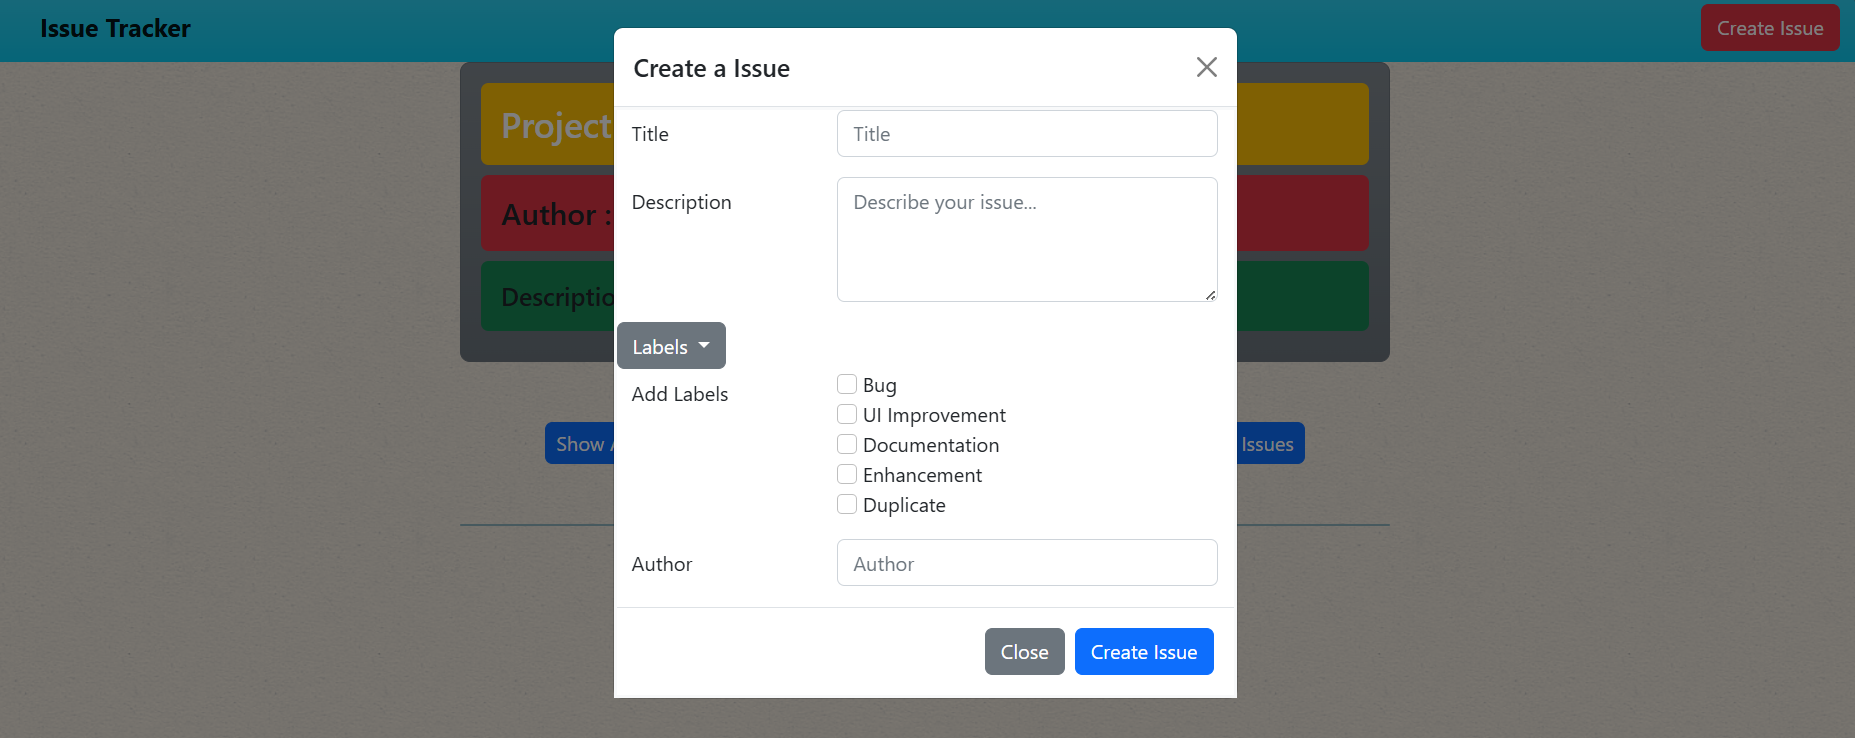 Issue Tracker
Create Issue
Create a Issue
Project
Author :
Title
Title
Description
Describe your issue...
Labels
Add Labels
Bug
UI Improvement
Documentation
Enhancement
Duplicate
Show
Issues
Author
Author
Close
Create Issue